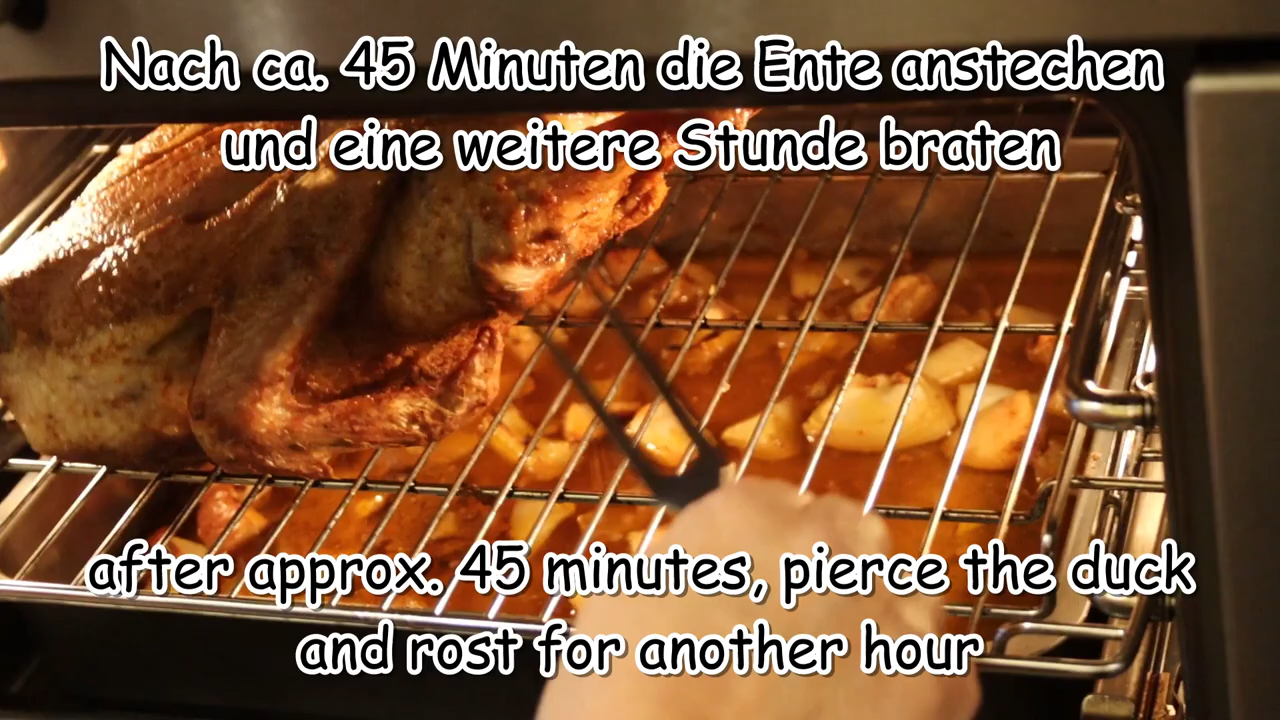 Nach ca. 45 Minuten die Ente anstechen
und eine weitere Stunde braten
after approx. 45 minutes, pierce the duck
and rost for another hour